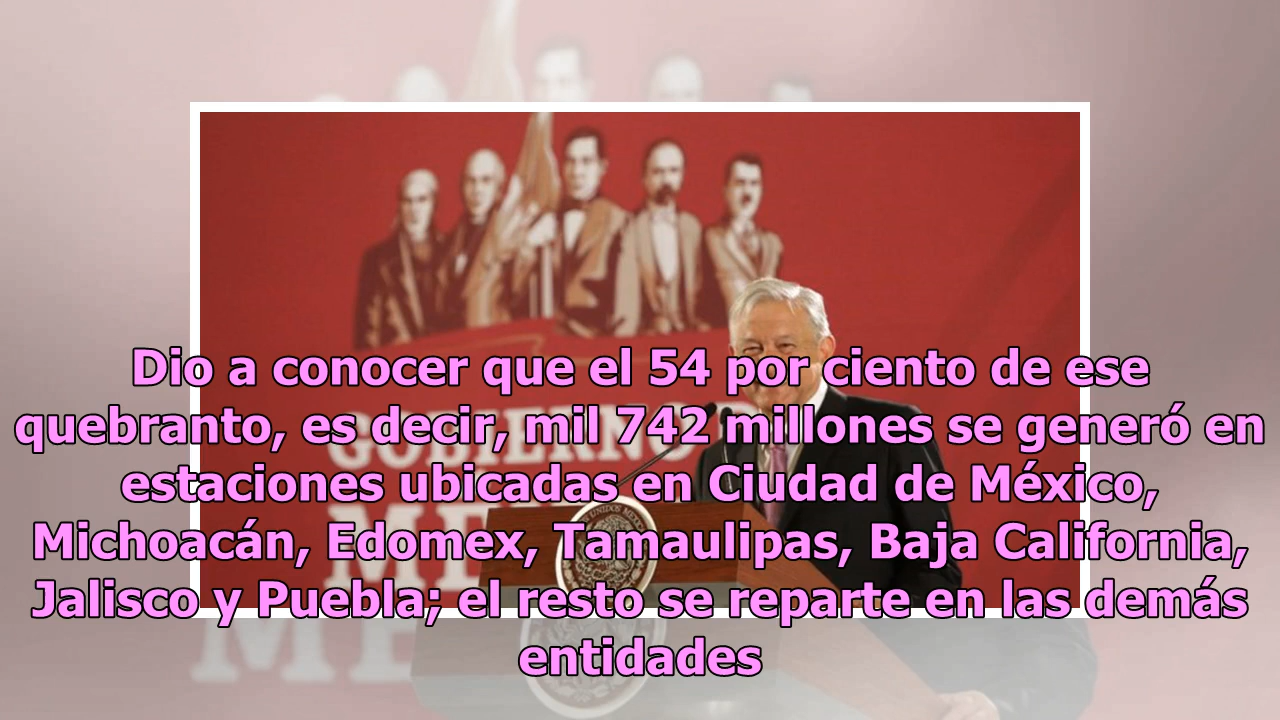 Dio a conocer que el 54 por ciento de ese
quebranto, es decir, mil 742 millones se generó en
estaciones ubicadas en Ciudad de México,
Michoacán, Edomex, Tamaulipas, Baja California,
Jalisco y Puebla; el resto se reparte en las demás
entidades
GOBIERNO